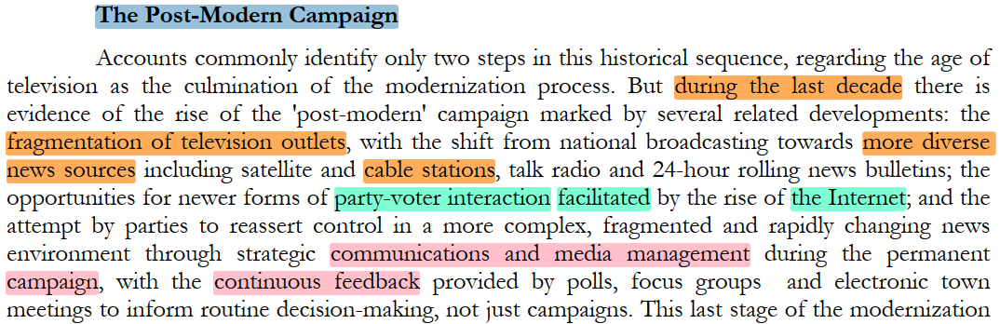 The Post-Modern Campaign
Accounts commonly identify only two steps in this historical sequence, regarding the age of
television as the culmination of the modernization process. But during the last decade there is
evidence of the rise of the 'post-modern' campaign marked by several related developments: the
fragmentation of television outlets, with the shift from national broadcasting towards more diverse
news sources including satellite and cable stations, talk radio and 24-hour rolling news bulletins; the
opportunities for newer forms of party-voter interaction facilitated by the rise of the Internet; and the
attempt by parties to reassert control in a more complex, fragmented and rapidly changing news
environment through strategic communications and media management during the permanent
campaign, with the continuous feedback provided by polls, focus groups and electronic town
meetings to inform routine decision-making, not just campaigns. This last stage of the modernization